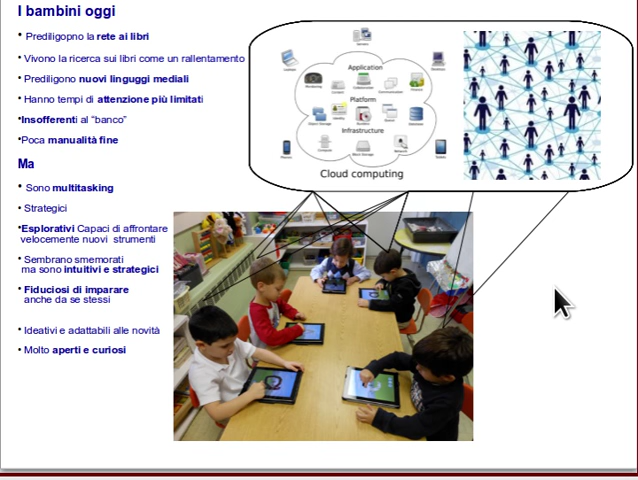 I bambini oggi
• Prediligopno la rete ai libri
• Vivono la ricerca sui libri come un rallentamento
• Prediligono nuovi linguggi mediali
• Hanno tempi di attenzione più limitati
•Insofferenti al “banco”
•Poca manualità fine
Ma
• Sono multitasking
• Strategici
•Esplorativi Capaci di affrontare
velocemente nuovi strumenti
• Sembrano smemorati
ma sono intuitivi e strategici
• Fiduciosi di imparare
anche da se stessi
• Ideativi e adattabili alle novità
• Molto aperti e curiosi
Application
Platform
Infrastructure
Cloud computing